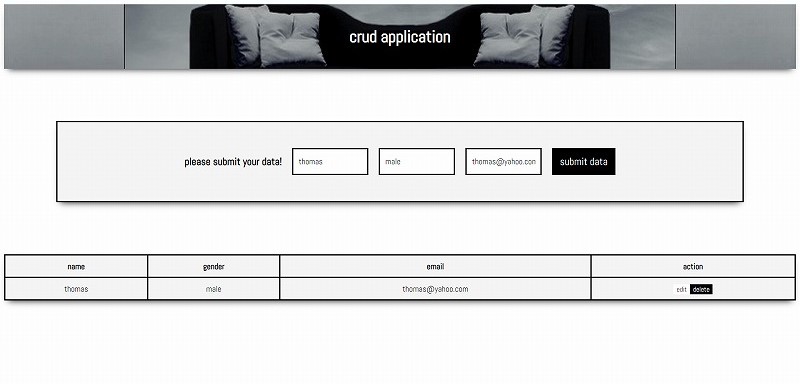 crud application
please submit your data! thomas male thomas@yahoo.con submit data
name gender email action
thomas male thomas@yahoo.com edit delete